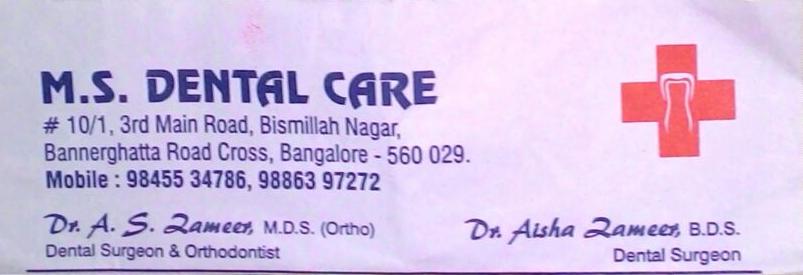 M.S. DENTAL CARE
# 10/1, 3rd Main Road, Bismillah Nagar,
Bannerghatta Road Cross, Bangalore - 560 029.
Mobile : 98455 34786, 98863 97272
Dr. A. S. Zameer, M.D.S. (Ortho)
Dental Surgeon & Orthodontist
Dr. Aisha Zameer, B.D.S.
Dental Surgeon